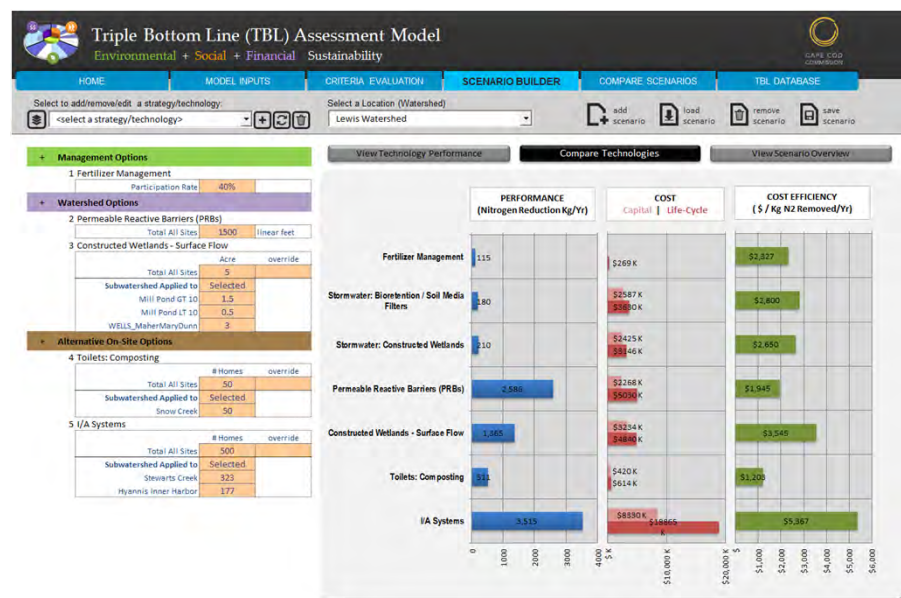 Triple Bottom Line (TBL) Assessment Model
Environmental + Social + Financial Sustainability
CAPE COD
COMMISSION
HOME
MODEL INPUTS
CRITERIA EVALUATION
SCENARIO BUILDER
COMPARE SCENARIOS
TBL DATABASE
Select to add/remove/edit a strategy/technology:
<select a strategy/technology>
Select a Location (Watershed)
Lewis Watershed
add scenario
load scenario
remove scenario
save scenario
+ Management Options
1 Fertilizer Management
Participation Rate 40%
+ Watershed Options
2 Permeable Reactive Barriers (PRBs)
Total All Sites 1500 linear feet
3 Constructed Wetlands - Surface Flow
Acre override
Total All Sites 5
Subwatershed Applied to Selected
Mill Pond GT 10 1.5
Mill Pond LT 10 0.5
WELLS_MaherMaryDunn 3
+ Alternative On-Site Options
4 Toilets: Composting
# Homes override
Total All Sites 50
Subwatershed Applied to Selected
Snow Creek 50
5 I/A Systems
# Homes override
Total All Sites 500
Subwatershed Applied to Selected
Stewarts Creek 323
Hyannis Inner Harbor 177
View Technology Performance
Compare Technologies
View Scenario Overview
PERFORMANCE
(Nitrogen Reduction Kg/Yr)
COST
Capital | Life-Cycle
COST EFFICIENCY
( $ / Kg N2 Removed/Yr)
Fertilizer Management 115 $269 K $2,327
Stormwater: Bioretention / Soil Media
Filters 180 $2587 K $2,800
Stormwater: Constructed Wetlands 210 $2425 K $2,650
Permeable Reactive Barriers (PRBs) $2268 K $1,945
Constructed Wetlands - Surface Flow 1,365 $3234 K $4840 K $3,545
Toilets: Composting 511 $420 K $614 K
I/A Systems 3,515 $5,367
0 1000 2000 3000 4000
$ K $10,000 K $20,000 K
$ $1,000 $2,000 $3,000 $4,000 $5,000 $6,000